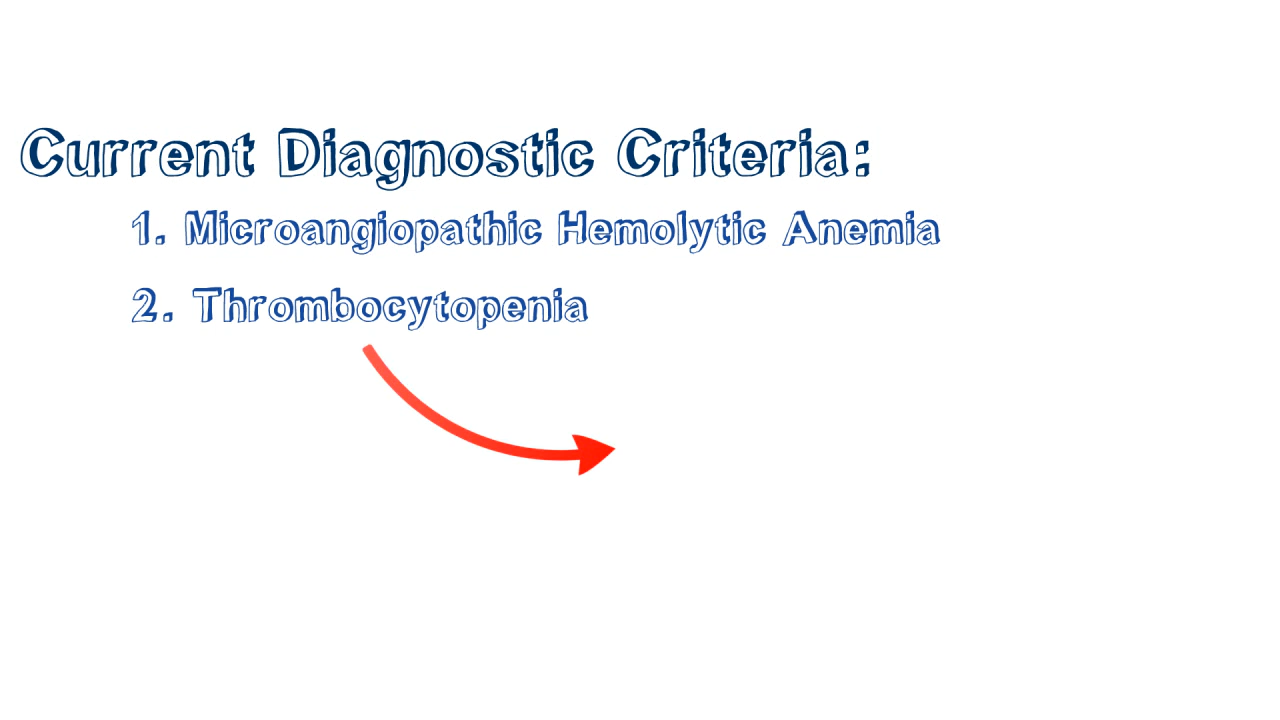 Current Diagnostic Criteria:
1. Microangiopathic Hemolytic Anemia
2. Thrombocytopenia